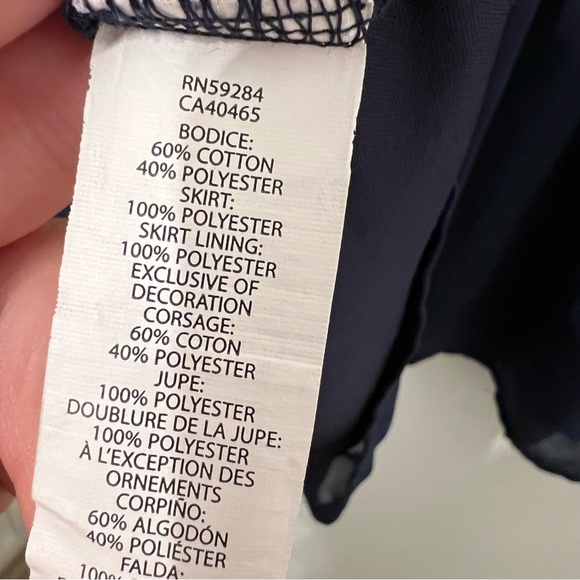 RN59284
CA40465
BODICE:
60% COTTON
40% POLYESTER
SKIRT:
100% POLYESTER
SKIRT LINING:
100% POLYESTER
EXCLUSIVE OF
DECORATION
CORSAGE:
60% COTON
40% POLYESTER
JUPE:
100% POLYESTER
DOUBLURE DE LA JUPE:
100% POLYESTER
À L'EXCEPTION DES
ORNEMENTS
CORPIÑO:
60% ALGODÓN
40% POLIÉSTER
FALDA:
100%